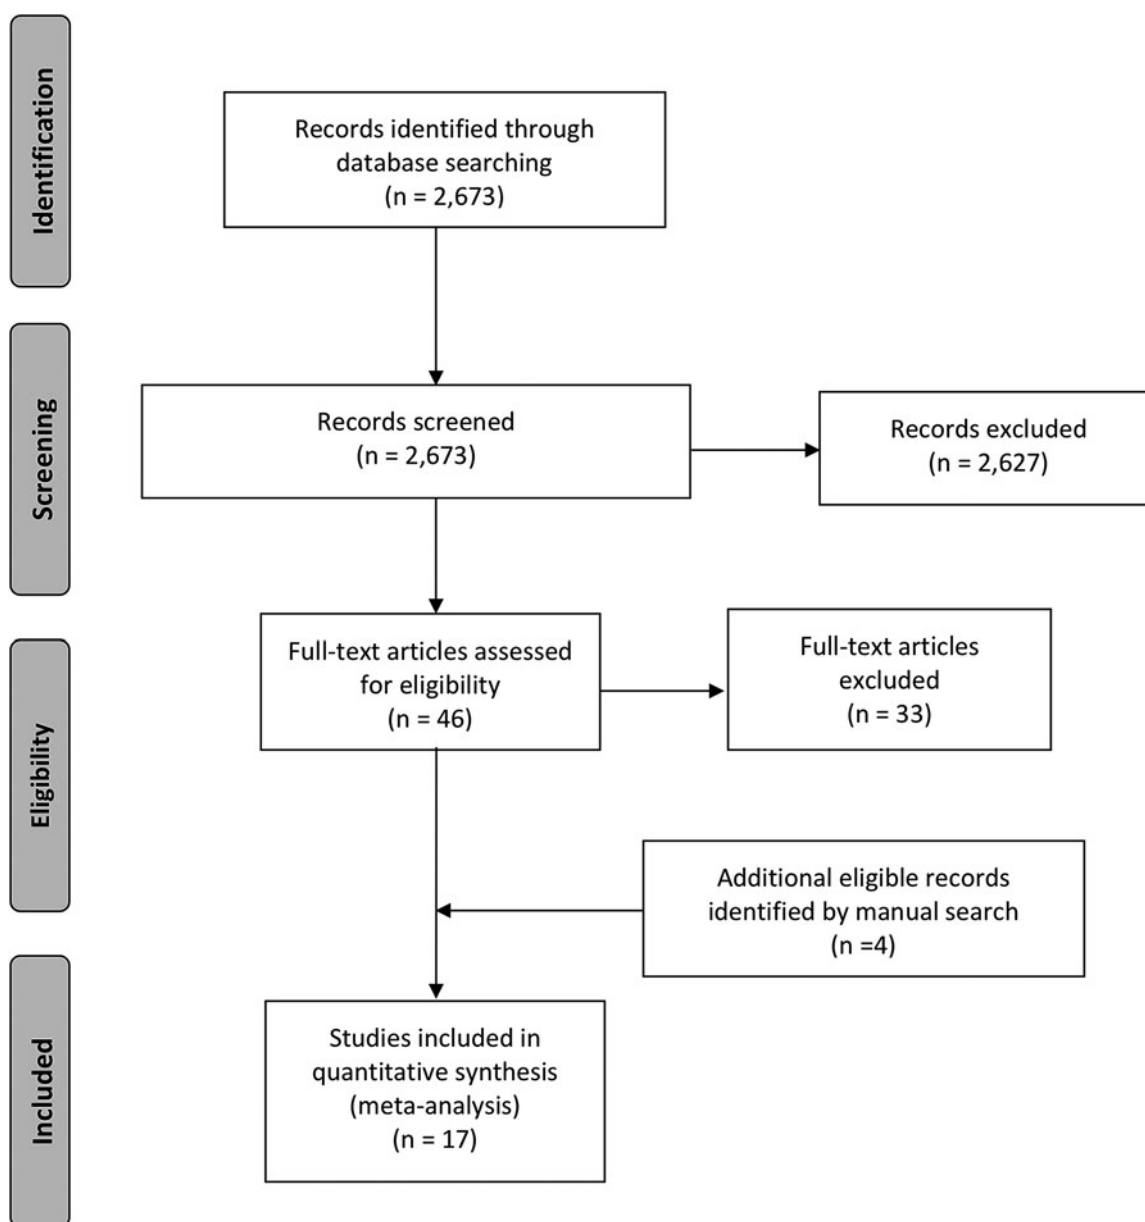 Identification
Records identified through
database searching
(n = 2,673)
Screening
Records screened
(n = 2,673)
Records excluded
(n = 2,627)
Eligibility
Full-text articles assessed
for eligibility
(n = 46)
Full-text articles
excluded
(n = 33)
Additional eligible records
identified by manual search
(n =4)
Included
Studies included in
quantitative synthesis
(meta-analysis)
(n = 17)